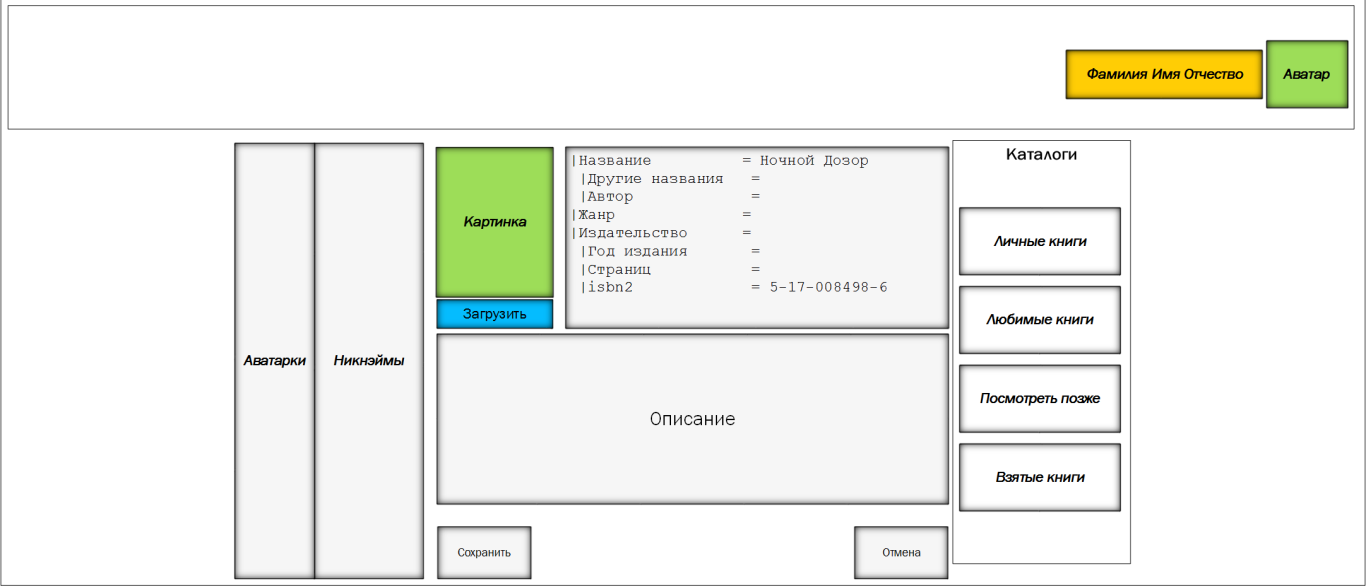 Фамилия Имя Отчество
Аватар
Аватарки
Никнэймы
Картинка
Загрузить
|Название = Ночной Дозор
|Другие названия =
|Автор =
|Жанр =
|Издательство =
|Год издания =
|Страниц =
|isbn2 = 5-17-008498-6
Описание
Сохранить
Отмена
Каталоги
Личные книги
Любимые книги
Посмотреть позже
Взятые книги